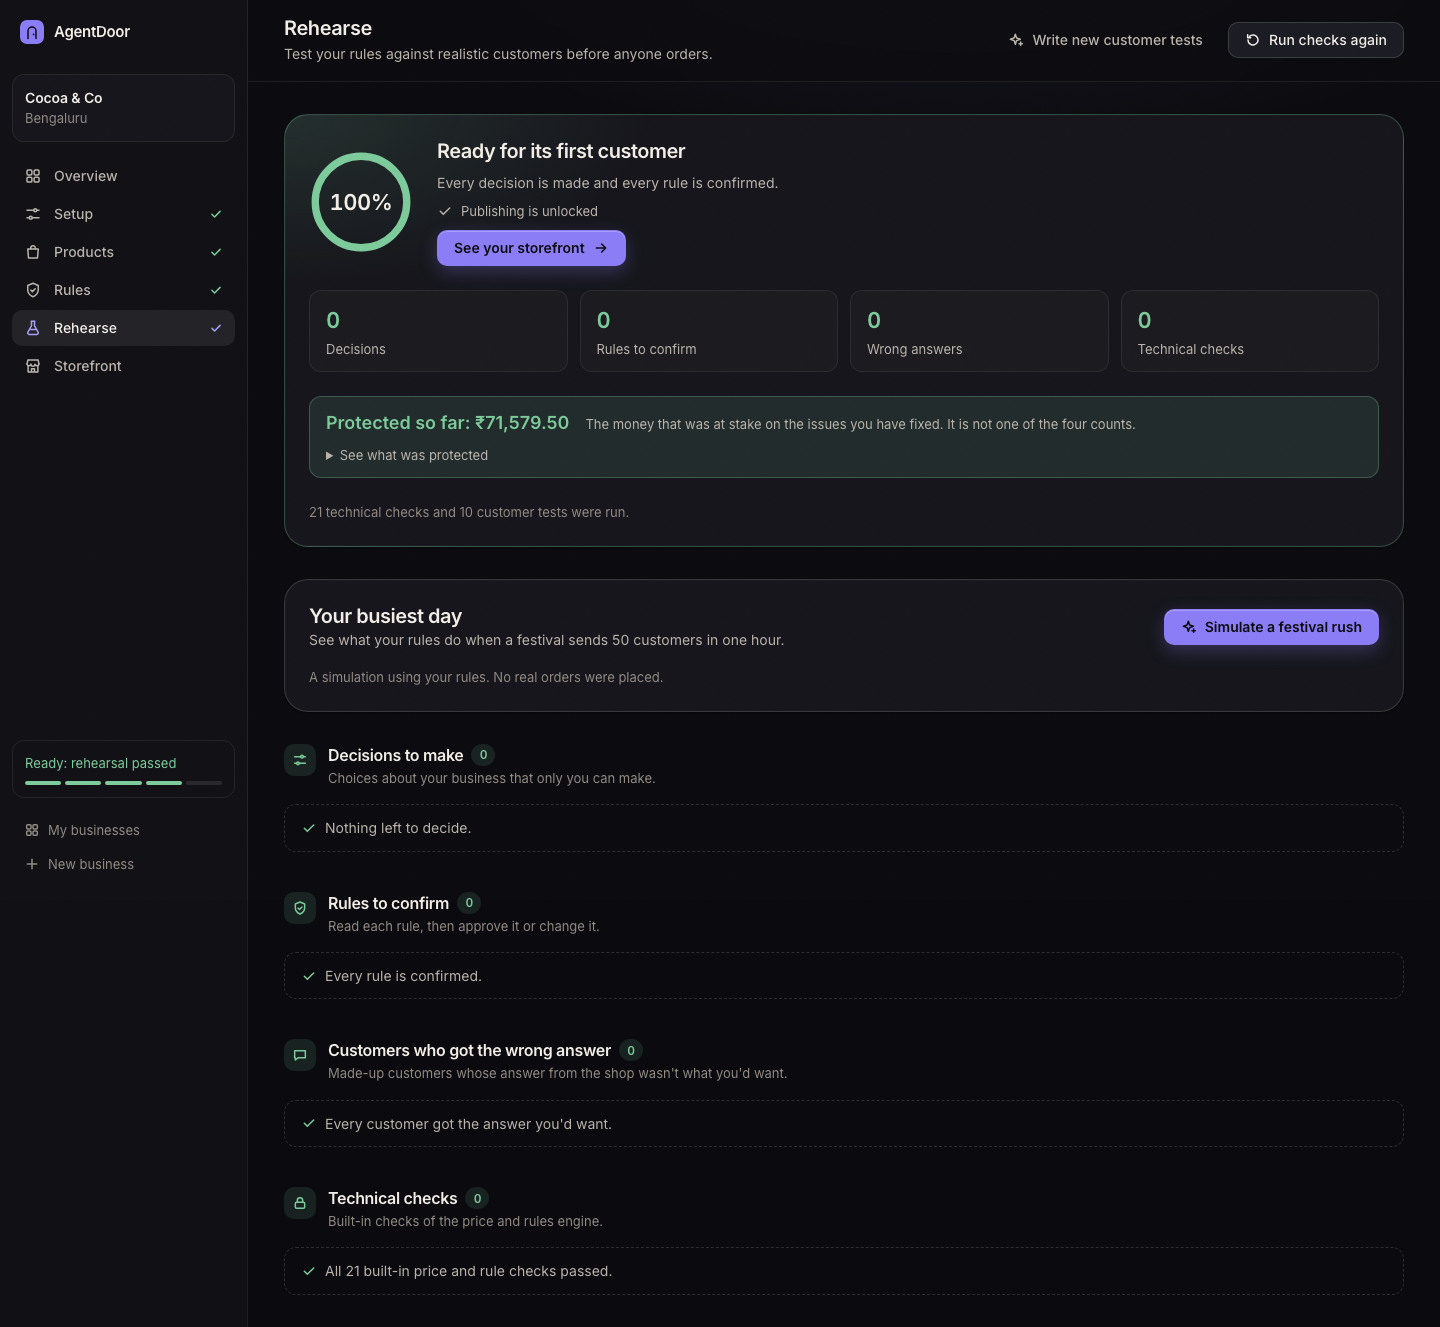 AgentDoor
Cocoa & Co
Bengaluru
Overview
Setup
Products
Rules
Rehearse
Storefront
Ready: rehearsal passed
My businesses
New business
Rehearse
Test your rules against realistic customers before anyone orders.
Write new customer tests
Run checks again
100%
Ready for its first customer
Every decision is made and every rule is confirmed.
Publishing is unlocked
See your storefront
0
Decisions
0
Rules to confirm
0
Wrong answers
0
Technical checks
Protected so far: ₹71,579.50 The money that was at stake on the issues you have fixed. It is not one of the four counts.
See what was protected
21 technical checks and 10 customer tests were run.
Your busiest day
See what your rules do when a festival sends 50 customers in one hour.
Simulate a festival rush
A simulation using your rules. No real orders were placed.
Decisions to make 0
Choices about your business that only you can make.
Nothing left to decide.
Rules to confirm 0
Read each rule, then approve it or change it.
Every rule is confirmed.
Customers who got the wrong answer 0
Made-up customers whose answer from the shop wasn't what you'd want.
Every customer got the answer you'd want.
Technical checks 0
Built-in checks of the price and rules engine.
All 21 built-in price and rule checks passed.